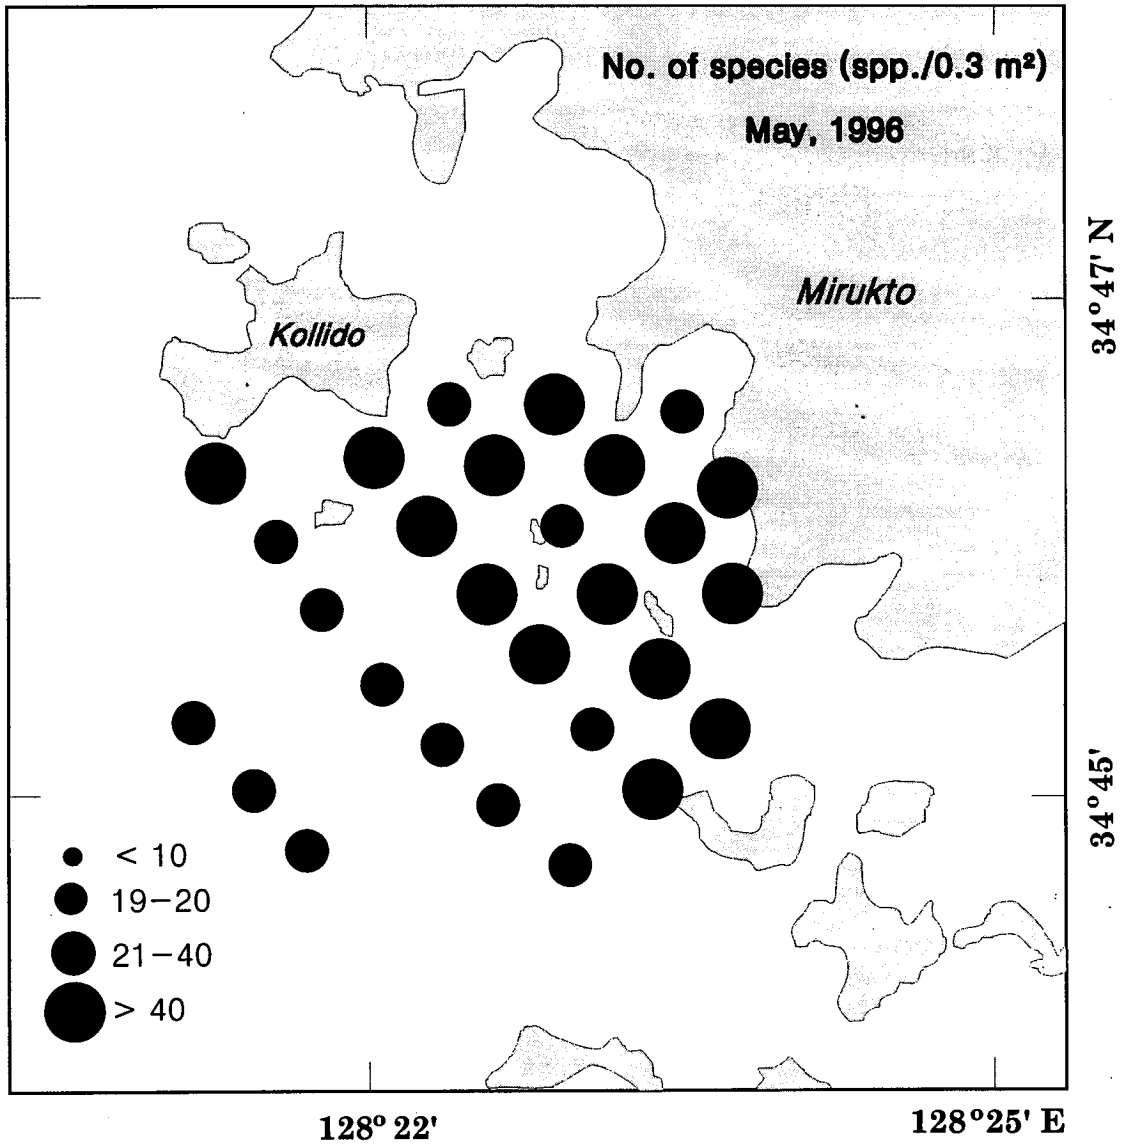 No. of species (spp./0.3 m²)
May, 1996
Mirukto
Kollido
34°47' N
34°45'
< 10
19-20
21-40
> 40
128° 22'
128°25' E